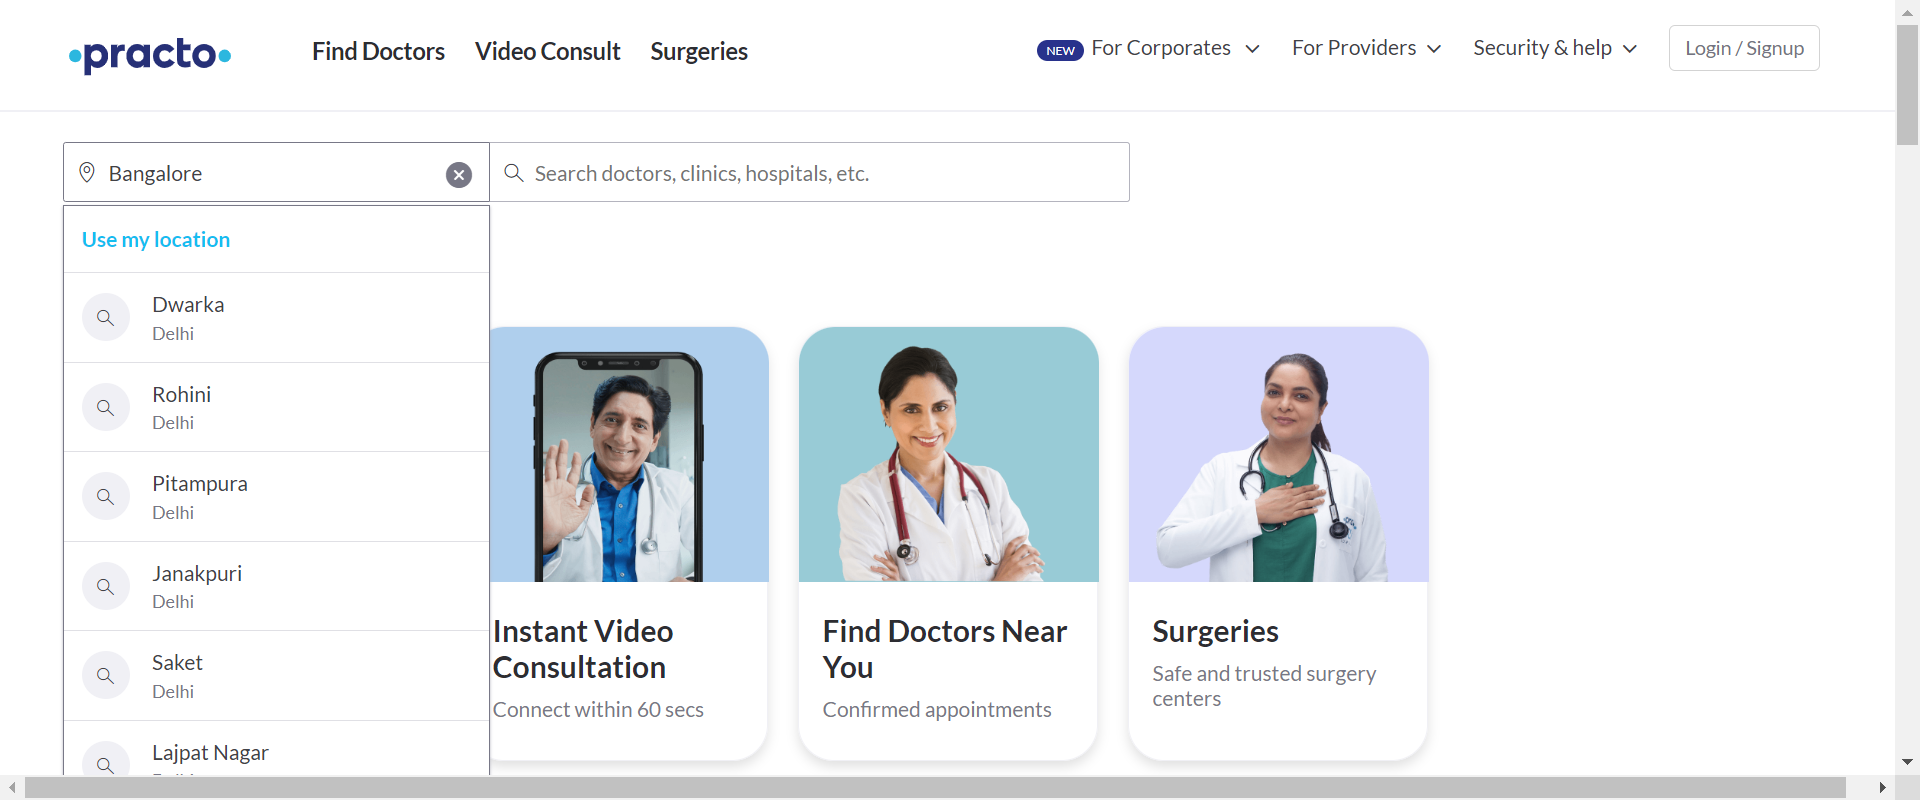 practo
Find Doctors
Video Consult
Surgeries
NEW For Corporates
For Providers
Security & help
Login / Signup
Bangalore
Search doctors, clinics, hospitals, etc.
Use my location
Dwarka
Delhi
Rohini
Delhi
Pitampura
Delhi
Janakpuri
Delhi
Saket
Delhi
Lajpat Nagar
Instant Video
Consultation
Connect within 60 secs
Find Doctors Near
You
Confirmed appointments
Surgeries
Safe and trusted surgery
centers